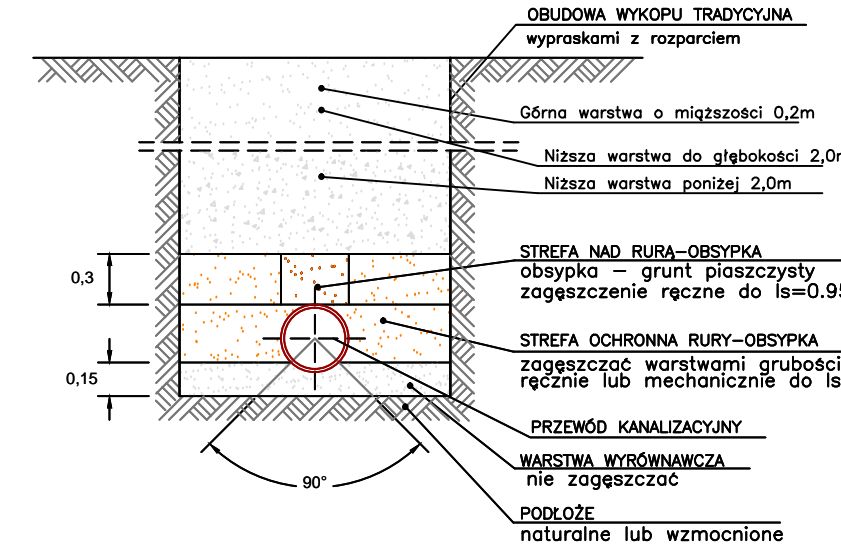 OBUDOWA WYKOPU TRADYCYJNA
wypraskami z rozparciem
Górna warstwa o miąższości 0,2m
Niższa warstwa do głębokości 2,0m
Niższa warstwa poniżej 2,0m
STREFA NAD RURĄ-OBSYPKA
obsypka – grunt piaszczysty
zagęszczenie ręczne do Is=0.95
0,3
STREFA OCHRONNA RURY-OBSYPKA
zagęszczać warstwami grubości
ręcznie lub mechanicznie do Is
0,15
PRZEWÓD KANALIZACYJNY
WARSTWA WYRÓWNAWCZA
nie zagęszczać
90°
PODŁOŻE
naturalne lub wzmocnione